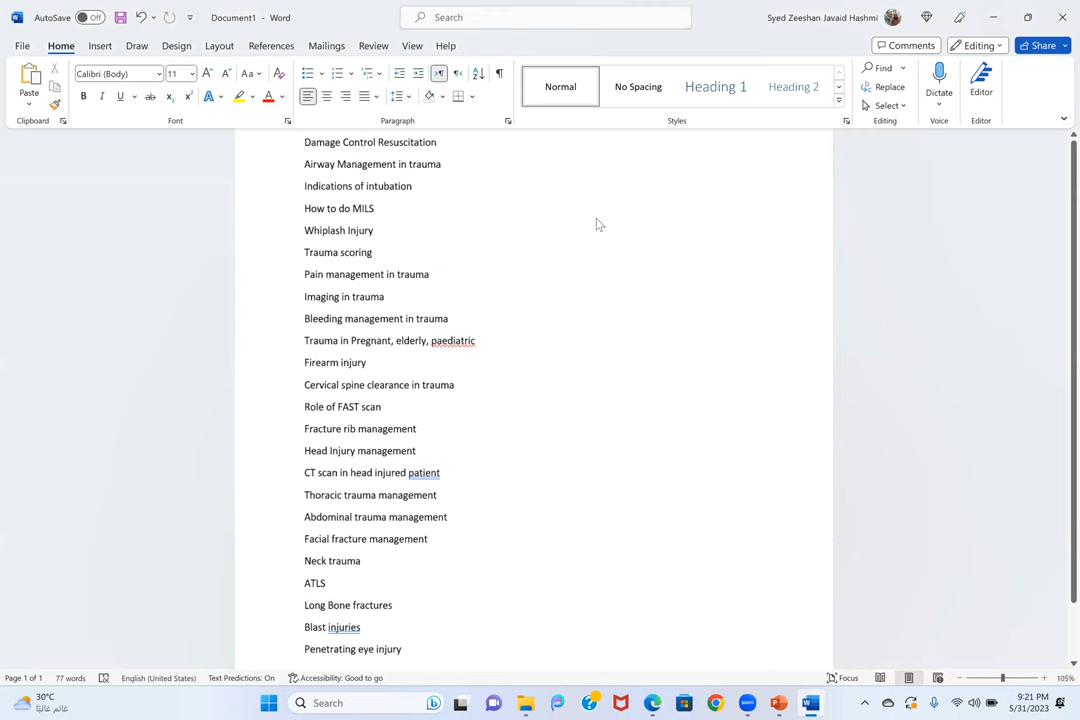 AutoSave Off Document1 - Word Search Syed Zeeshan Javaid Hashmi
File Home Insert Draw Design Layout References Mailings Review View Help Comments Editing Share
Calibri (Body) 11 Aa
Paste
B I U ab x₂ x² A A
Normal No Spacing Heading 1 Heading 2
Find
Replace
Select
Dictate Editor
Clipboard Font Paragraph Styles Editing Voice Editor
Damage Control Resuscitation
Airway Management in trauma
Indications of intubation
How to do MILS
Whiplash Injury
Trauma scoring
Pain management in trauma
Imaging in trauma
Bleeding management in trauma
Trauma in Pregnant, elderly, paediatric
Firearm injury
Cervical spine clearance in trauma
Role of FAST scan
Fracture rib management
Head Injury management
CT scan in head injured patient
Thoracic trauma management
Abdominal trauma management
Facial fracture management
Neck trauma
ATLS
Long Bone fractures
Blast injuries
Penetrating eye injury
Page 1 of 1 77 words English (United States) Text Predictions: On Accessibility: Good to go Focus 105%
30°C
غائم غالبًا
Search
zoom
9:21 PM
5/31/2023